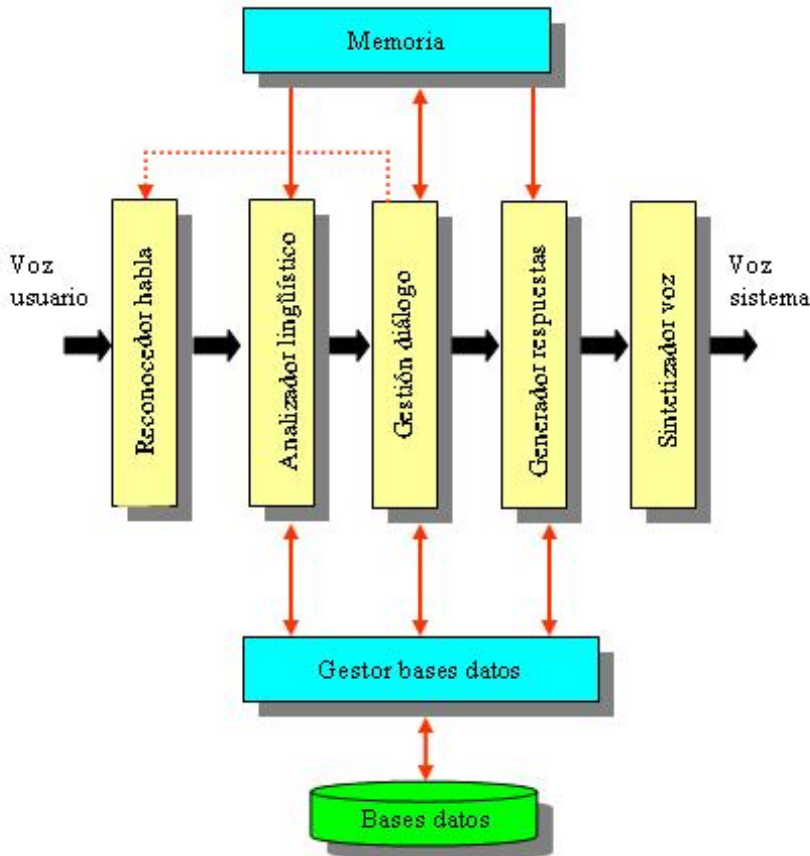 Memoria
Voz
usuario
Reconocedor habla
Analizador lingüístico
Gestión diálogo
Generador respuestas
Sintetizador voz
Voz
sistema
Gestor bases datos
Bases datos